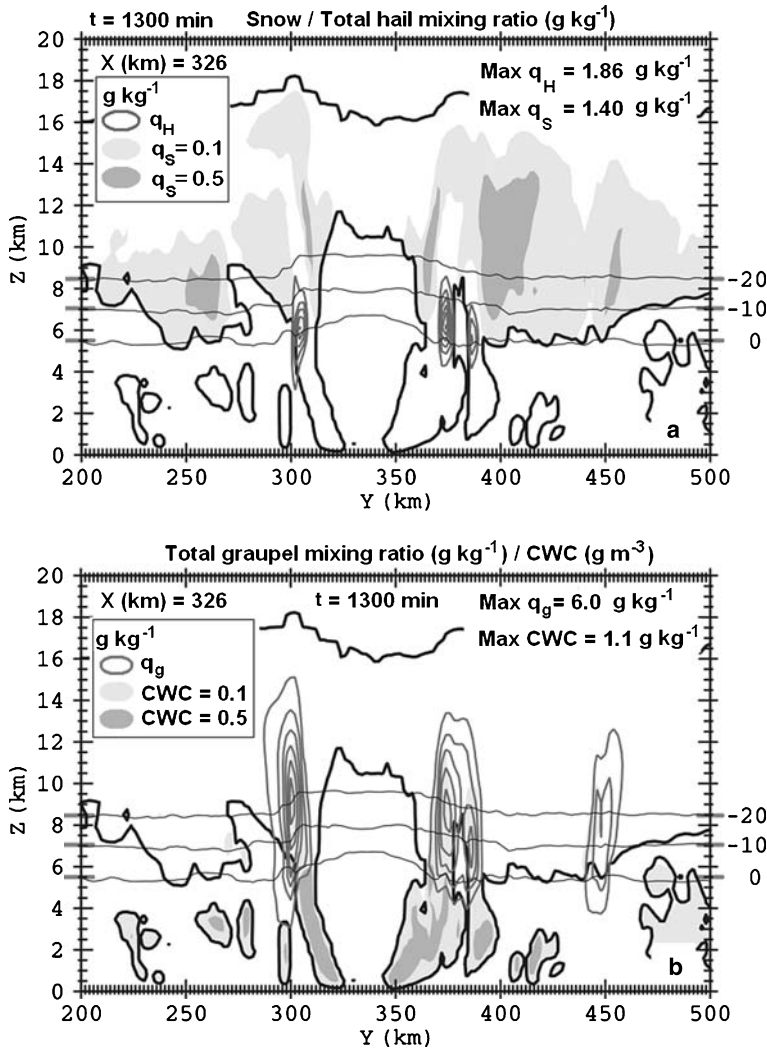 t = 1300 min Snow / Total hail mixing ratio (g kg⁻¹)
20
18
16
14
12
10
8
6
4
2
0
Z (km)
X (km) = 326
g kg⁻¹
q_H
q_S = 0.1
q_S = 0.5
Max q_H = 1.86 g kg⁻¹
Max q_S = 1.40 g kg⁻¹
-20
-10
0
a
200 250 300 350 400 450 500
Y (km)
Total graupel mixing ratio (g kg⁻¹) / CWC (g m⁻³)
20
18
16
14
12
10
8
6
4
2
0
Z (km)
X (km) = 326 t = 1300 min
g kg⁻¹
q_g
CWC = 0.1
CWC = 0.5
Max q_g = 6.0 g kg⁻¹
Max CWC = 1.1 g kg⁻¹
-20
-10
0
b
200 250 300 350 400 450 500
Y (km)